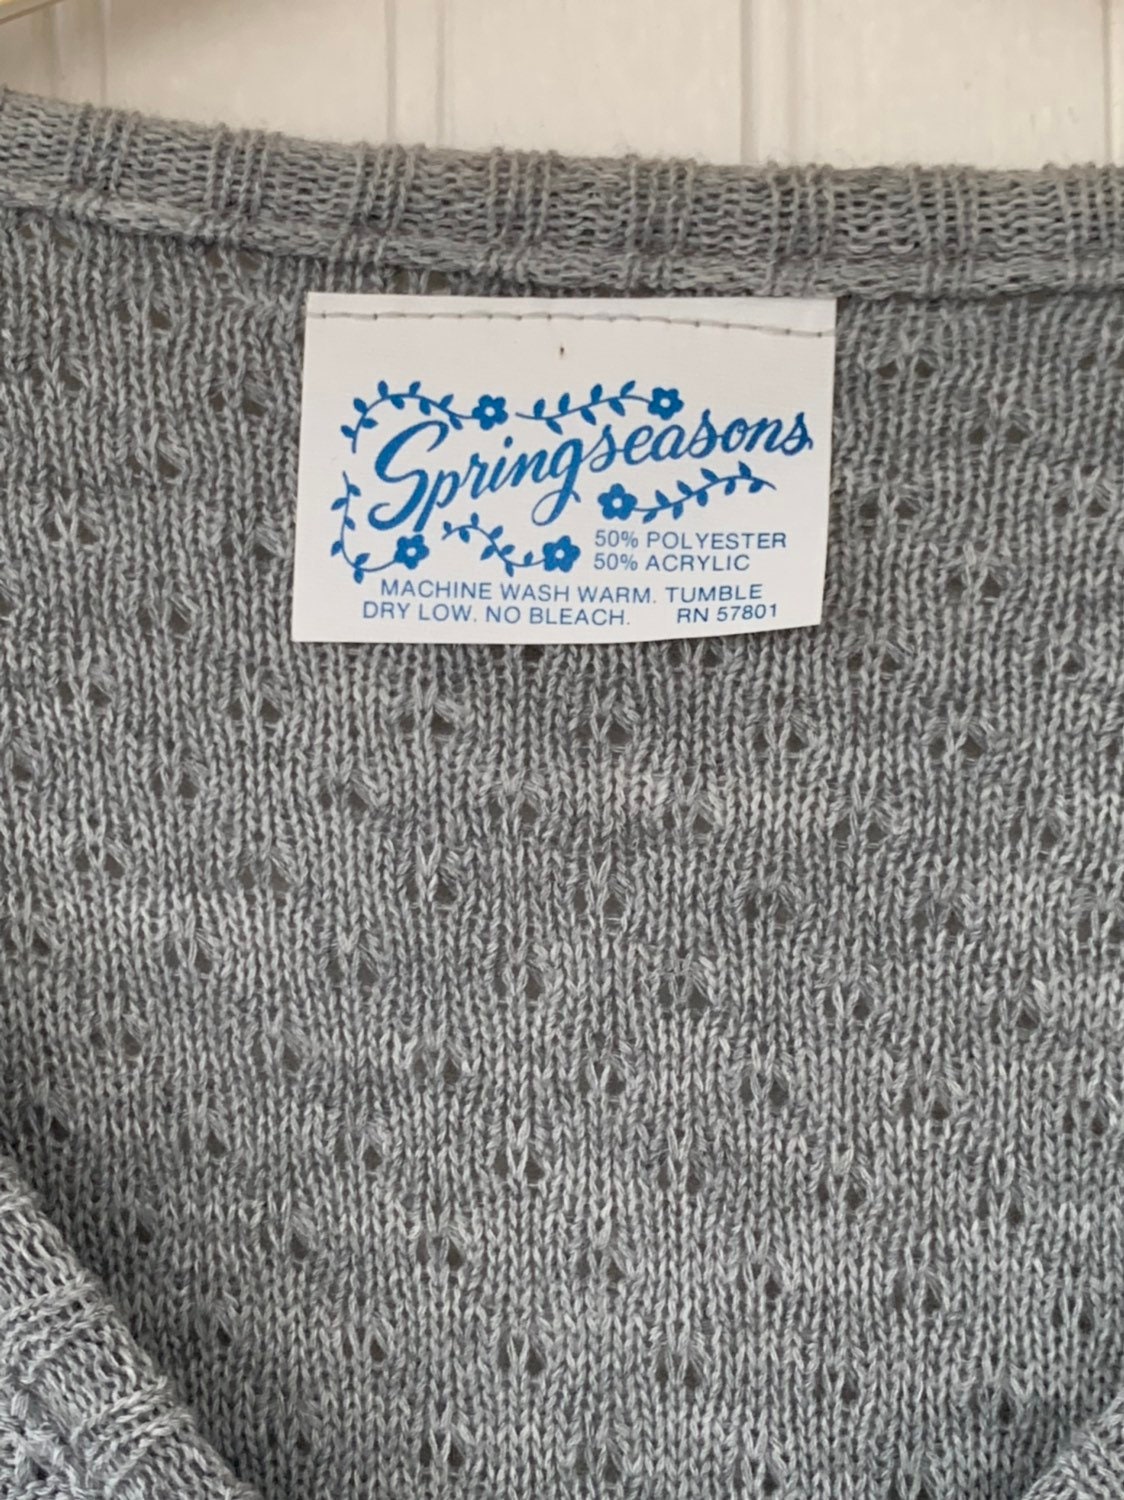 Springseasons
50% POLYESTER
50% ACRYLIC
MACHINE WASH WARM. TUMBLE
DRY LOW. NO BLEACH. RN 57801